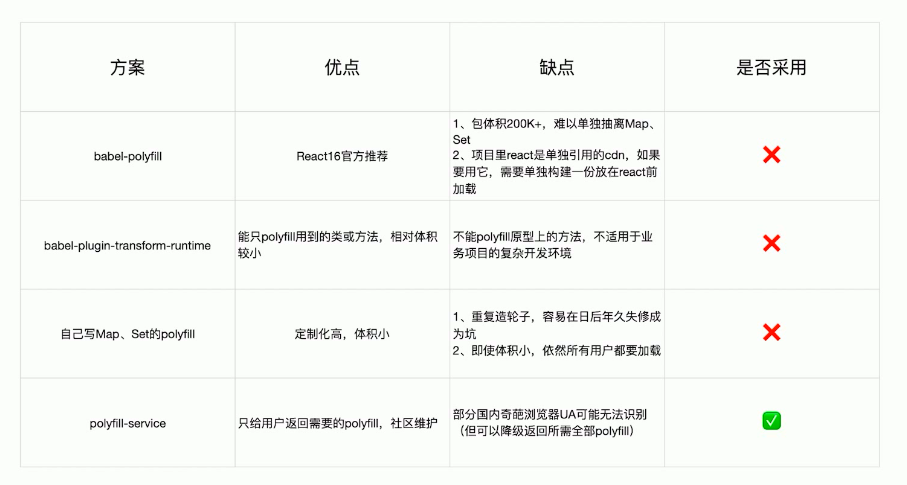 方案
优点
缺点
是否采用
babel-polyfill
React16官方推荐
1、包体积200K+，难以单独抽离Map、
Set
2、项目里react是单独引用的cdn，如果
要用它，需要单独构建一份放在react前
加载
❌
babel-plugin-transform-runtime
能只polyfill用到的类或方法，相对体积
较小
不能polyfill原型上的方法，不适用于业
务项目的复杂开发环境
❌
自己写Map、Set的polyfill
定制化高，体积小
1、重复造轮子，容易在日后年久失修成
为坑
2、即使体积小，依然所有用户都要加载
❌
polyfill-service
只给用户返回需要的polyfill，社区维护
部分国内奇葩浏览器UA可能无法识别
（但可以降级返回所需全部polyfill）
✅